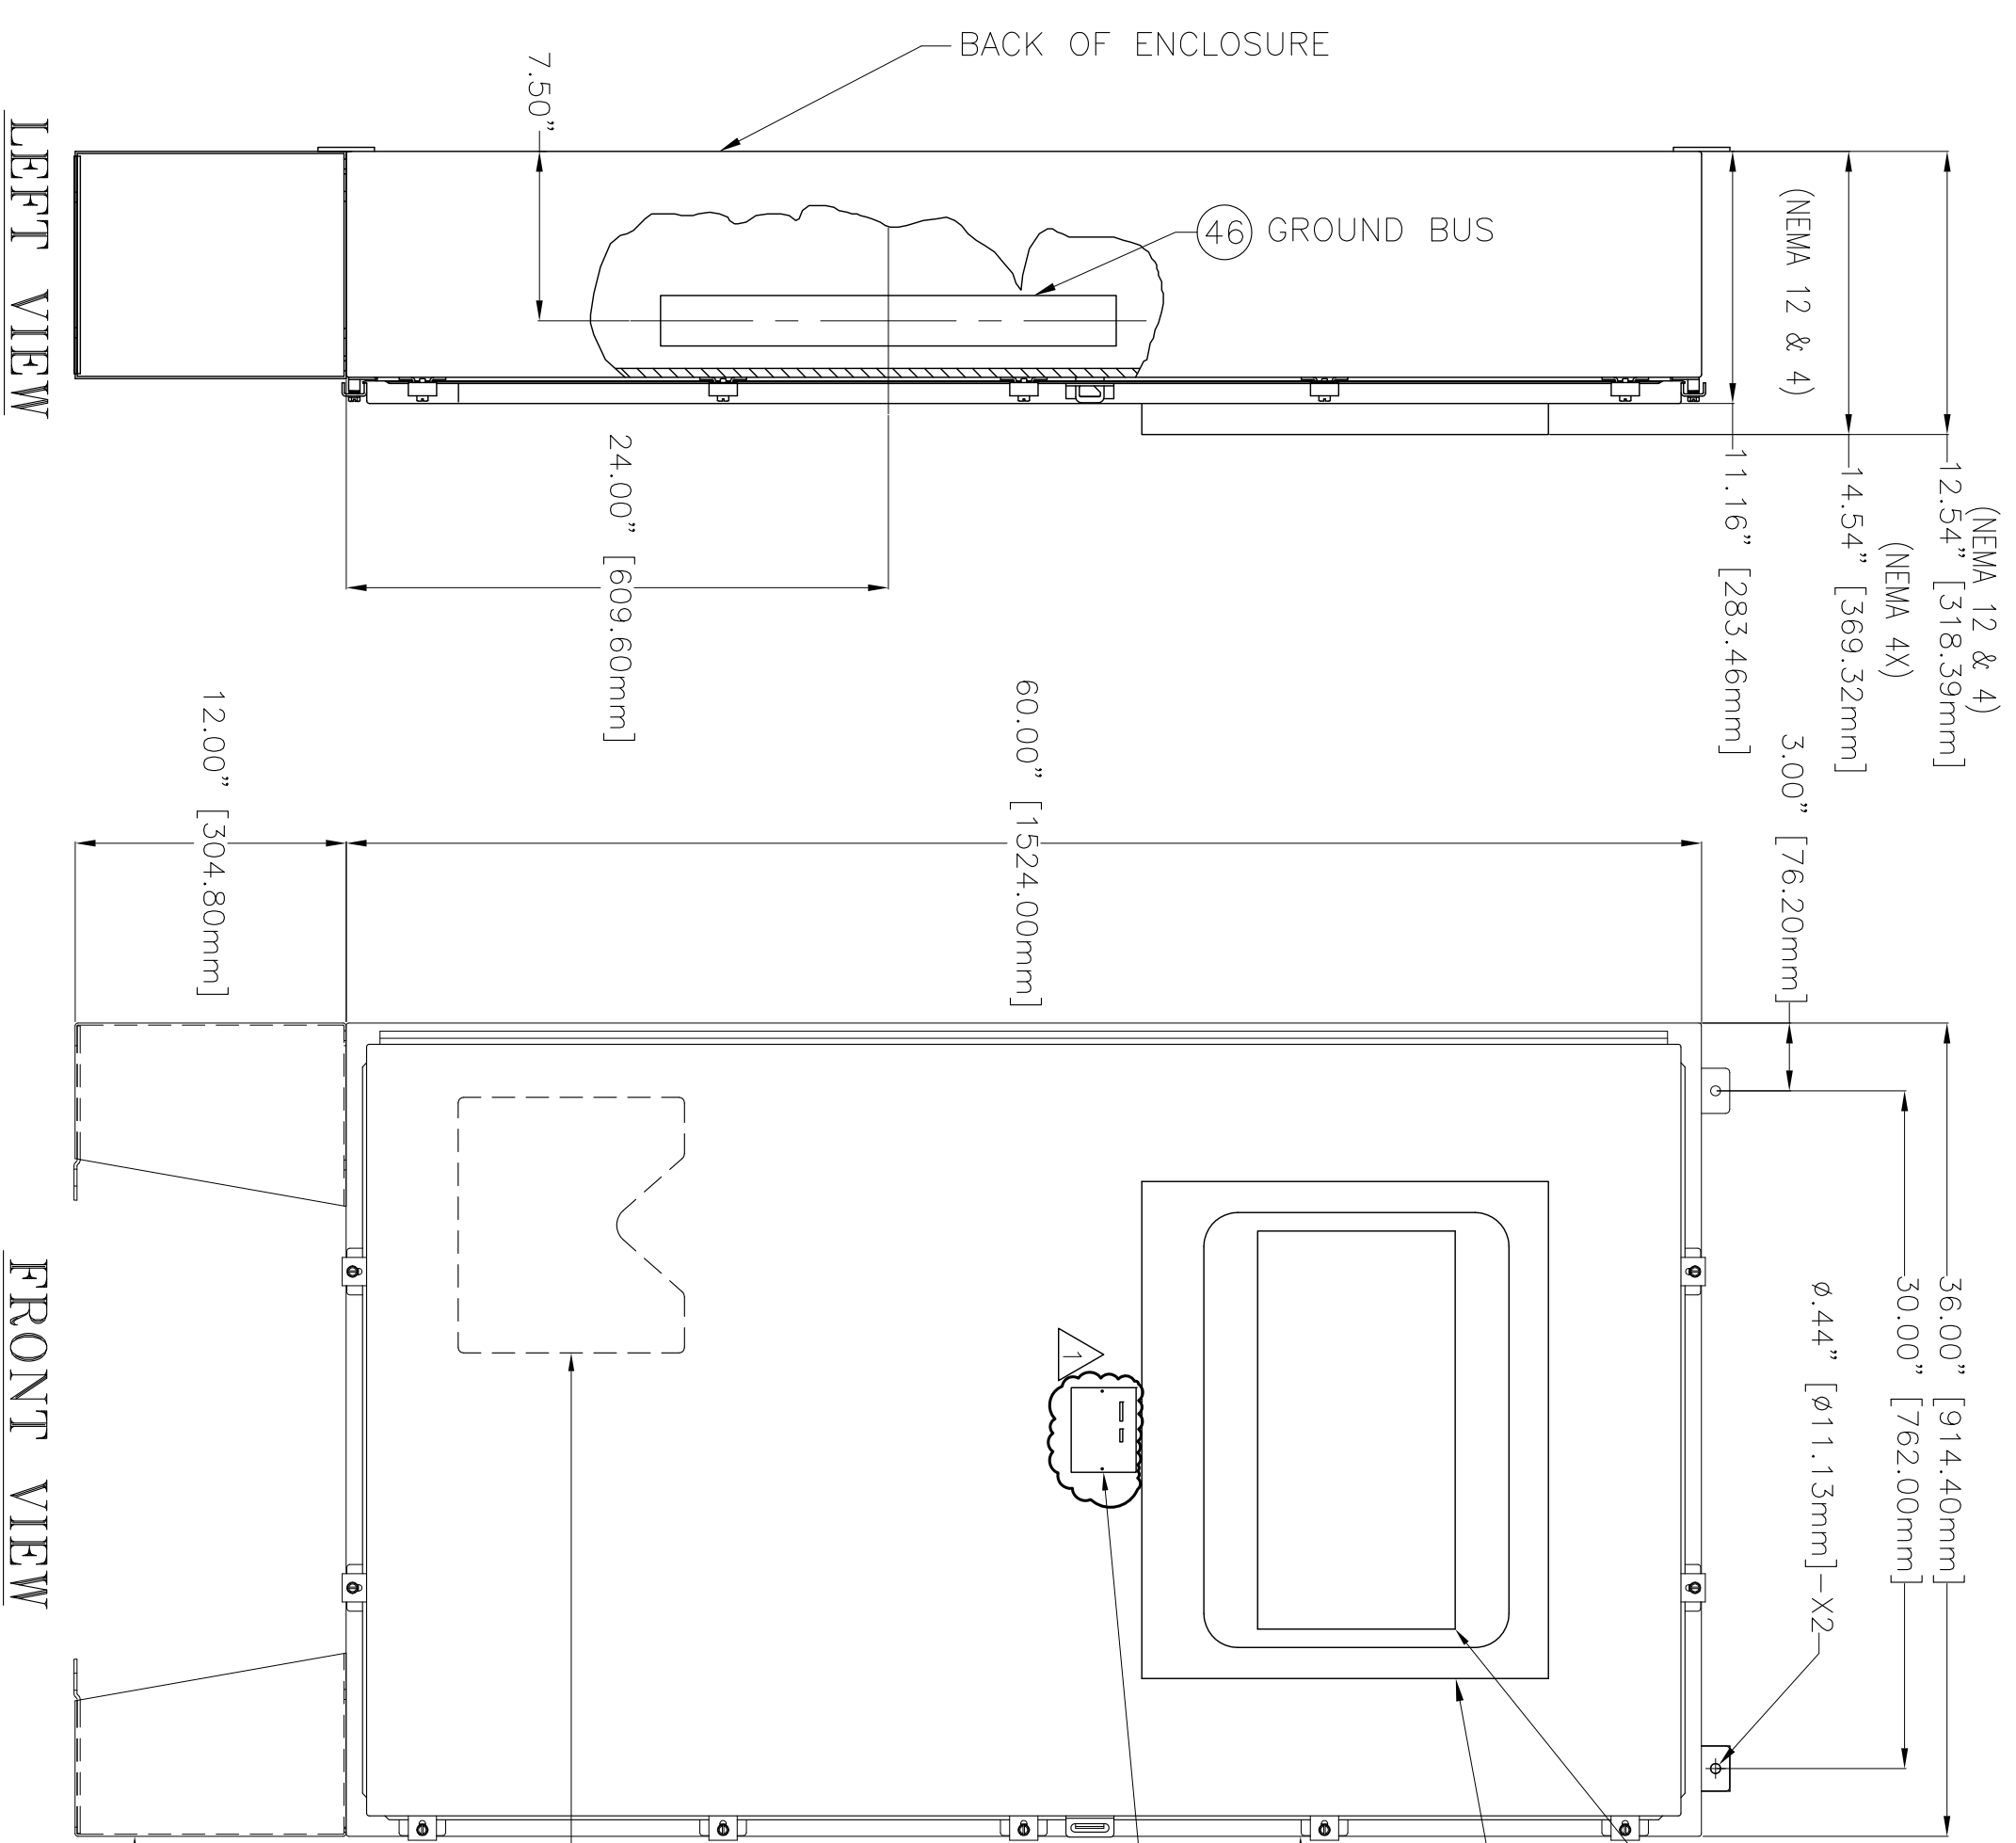 (NEMA 12 & 4)
12.54" [318.39mm]
(NEMA 4X)
14.54" [369.32mm]
(NEMA 12 & 4)
11.16" [283.46mm]
BACK OF ENCLOSURE
46 GROUND BUS
7.50"
24.00" [609.60mm]
LEFT VIEW
36.00" [914.40mm]
30.00" [762.00mm]
Ø.44" [Ø11.13mm]-X2
3.00" [76.20mm]
60.00" [1524.00mm]
12.00" [304.80mm]
1
FRONT VIEW